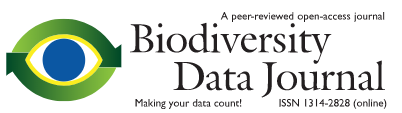 A peer-reviewed open-access journal
Biodiversity
Data Journal
Making your data count! ISSN 1314-2828 (online)